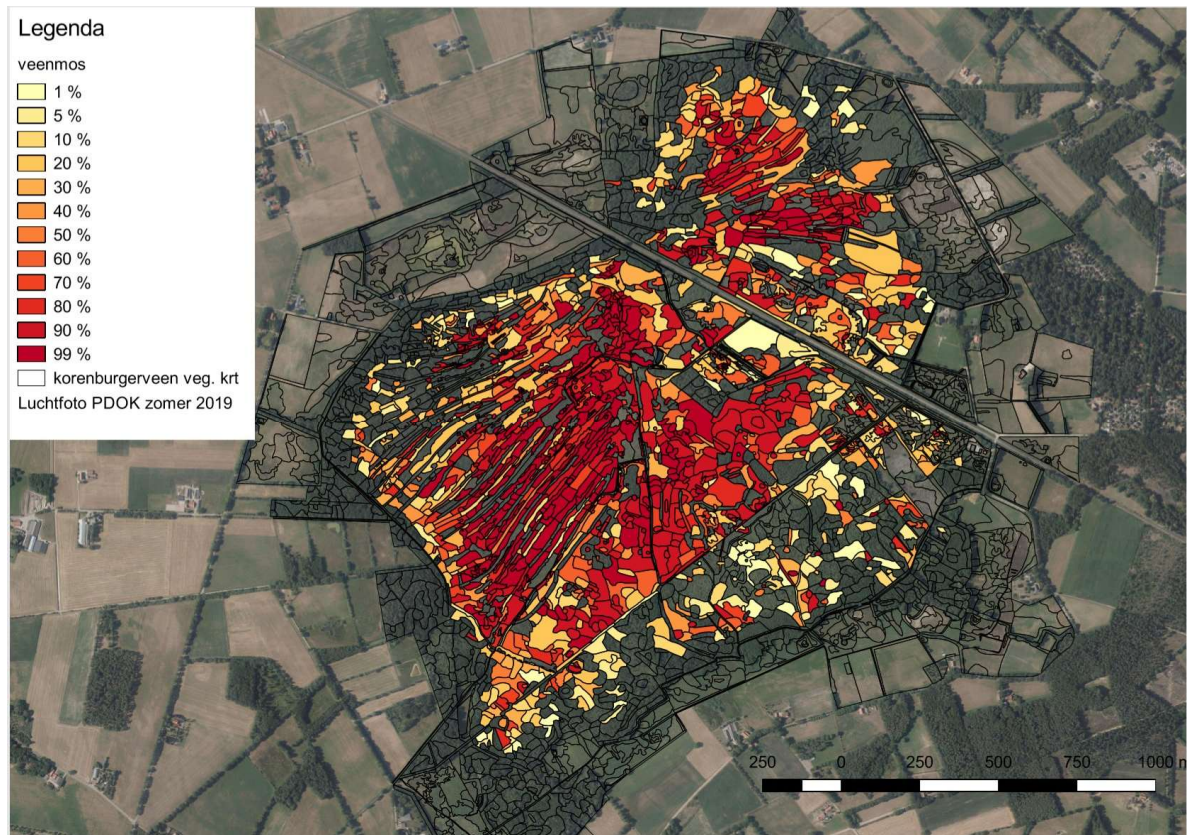 Legenda
veenmos
1 %
5 %
10 %
20 %
30 %
40 %
50 %
60 %
70 %
80 %
90 %
99 %
korenburgerveen veg. krt
Luchtfoto PDOK zomer 2019
250 0 250 500 750 1000 m